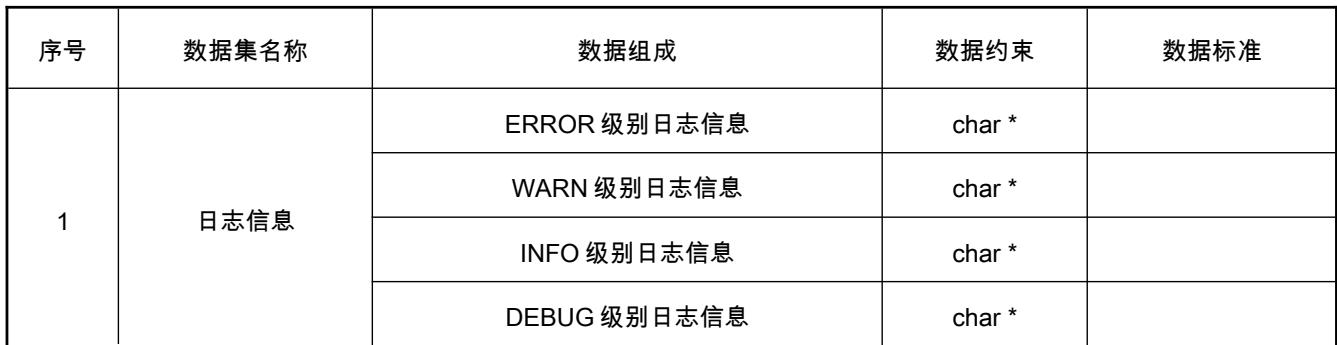 序号 数据集名称 数据组成 数据约束 数据标准
ERROR 级别日志信息 char *
WARN 级别日志信息 char *
1 日志信息
INFO 级别日志信息 char *
DEBUG 级别日志信息 char *